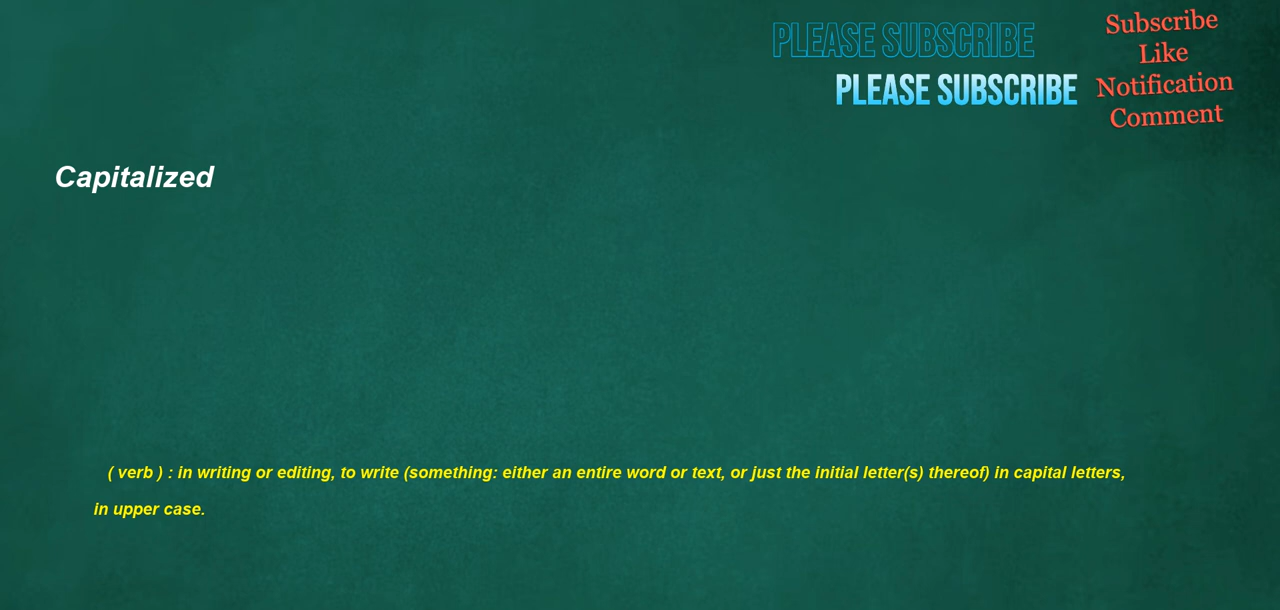 PLEASE SUBSCRIBE
PLEASE SUBSCRIBE
Subscribe
Like
Notification
Comment
Capitalized
( verb ) : in writing or editing, to write (something: either an entire word or text, or just the initial letter(s) thereof) in capital letters,
in upper case.